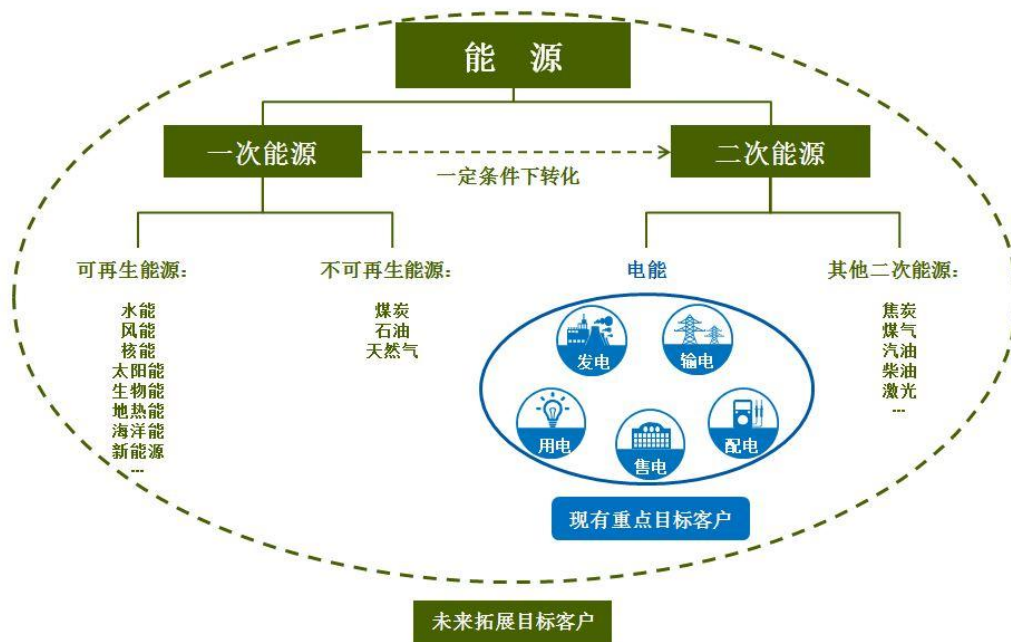 能 源
一次能源
二次能源
一定条件下转化
可再生能源：
水能
风能
核能
太阳能
生物能
地热能
海洋能
新能源
...
不可再生能源：
煤炭
石油
天然气
电能
发电
输电
用电
售电
配电
现有重点目标客户
其他二次能源：
焦炭
煤气
汽油
柴油
激光
...
未来拓展目标客户